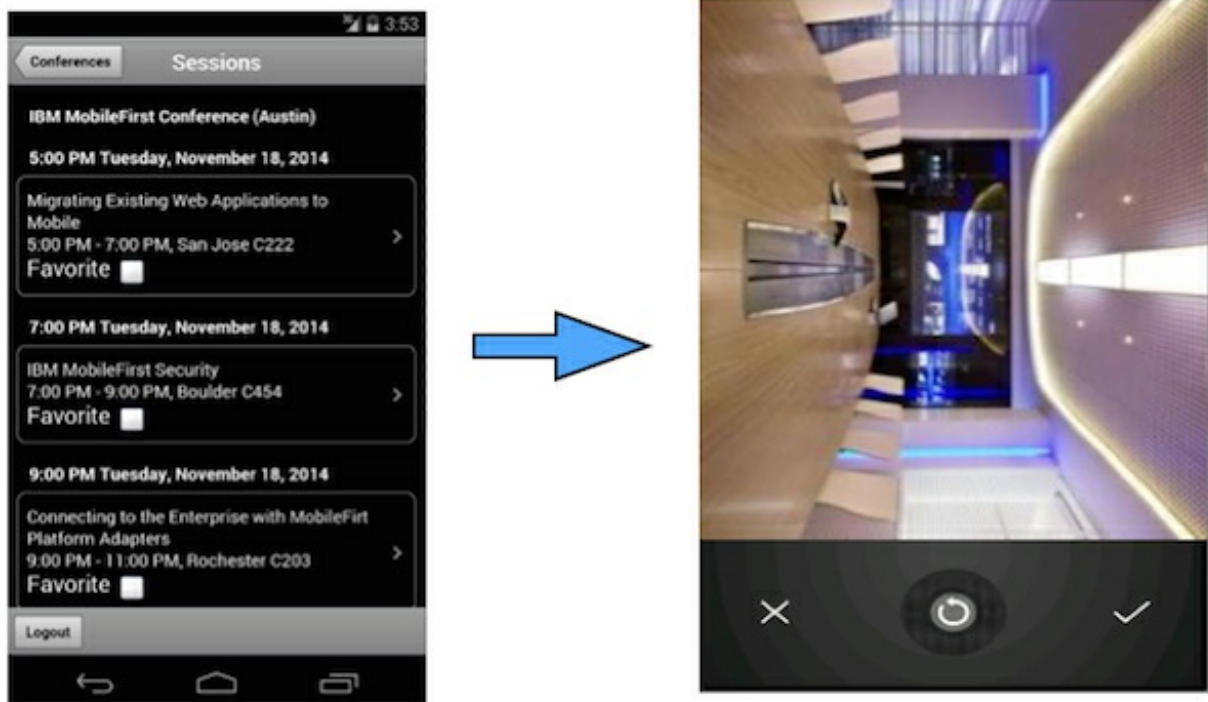 3:53
Conferences
Sessions
IBM MobileFirst Conference (Austin)
5:00 PM Tuesday, November 18, 2014
Migrating Existing Web Applications to
Mobile
5:00 PM - 7:00 PM, San Jose C222
Favorite
7:00 PM Tuesday, November 18, 2014
IBM MobileFirst Security
7:00 PM - 9:00 PM, Boulder C454
Favorite
9:00 PM Tuesday, November 18, 2014
Connecting to the Enterprise with MobileFirt
Platform Adapters
9:00 PM - 11:00 PM, Rochester C203
Favorite
Logout